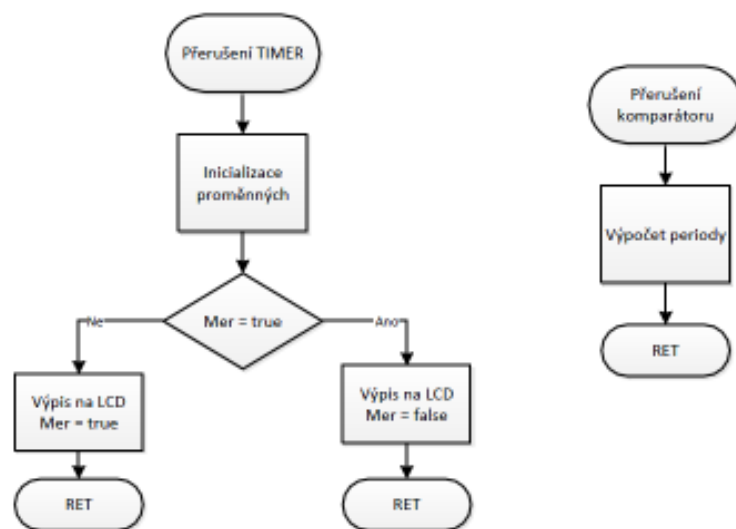 Přerušení TIMER
Inicializace
proměnných
Mer = true
Ne
Ano
Výpis na LCD
Mer = true
RET
Výpis na LCD
Mer = false
RET
Přerušení
komparátoru
Výpočet periody
RET